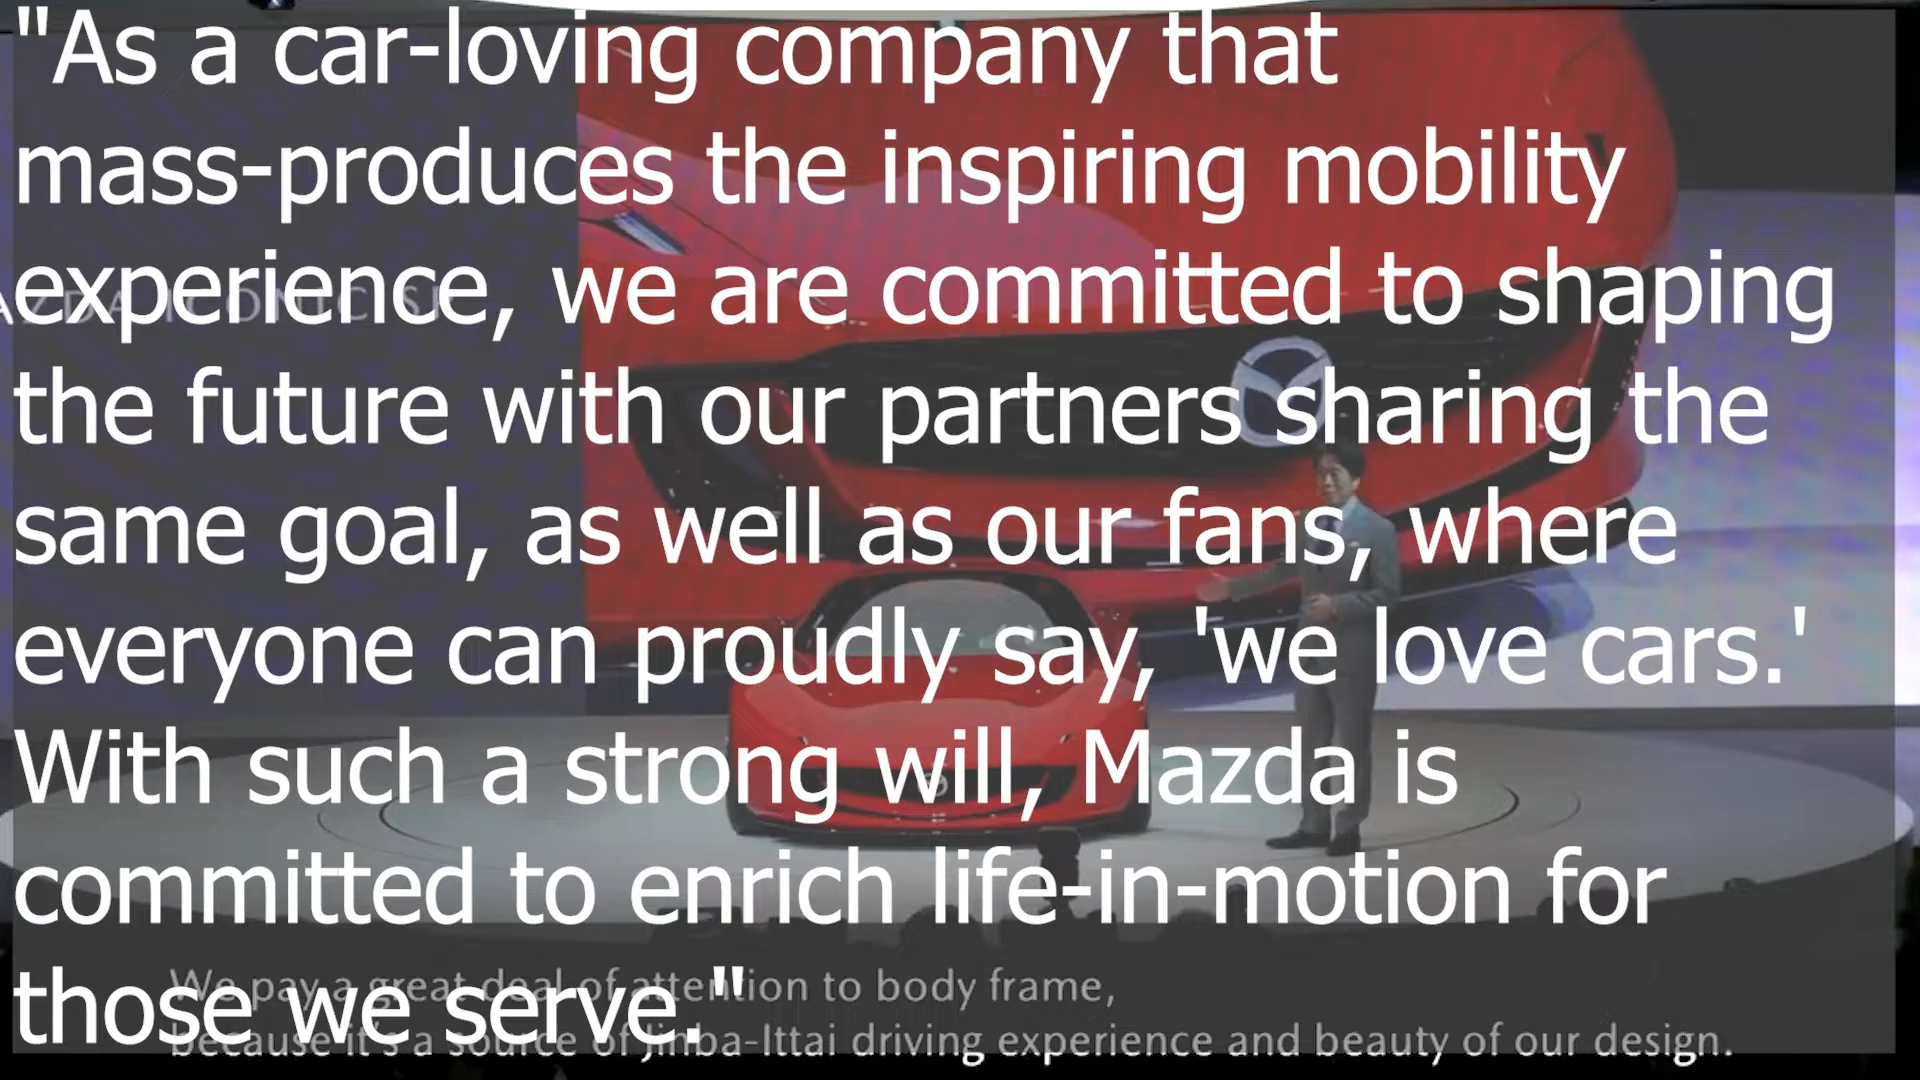 "As a car-loving company that
mass-produces the inspiring mobility
experience, we are committed to shaping
the future with our partners sharing the
same goal, as well as our fans, where
everyone can proudly say, 'we love cars.'
With such a strong will, Mazda is
committed to enrich life-in-motion for
those we serve."
AZDA ICONIC SP
We pay a great deal of attention to body frame,
because it's a source of Jinba-Ittai driving experience and beauty of our design.